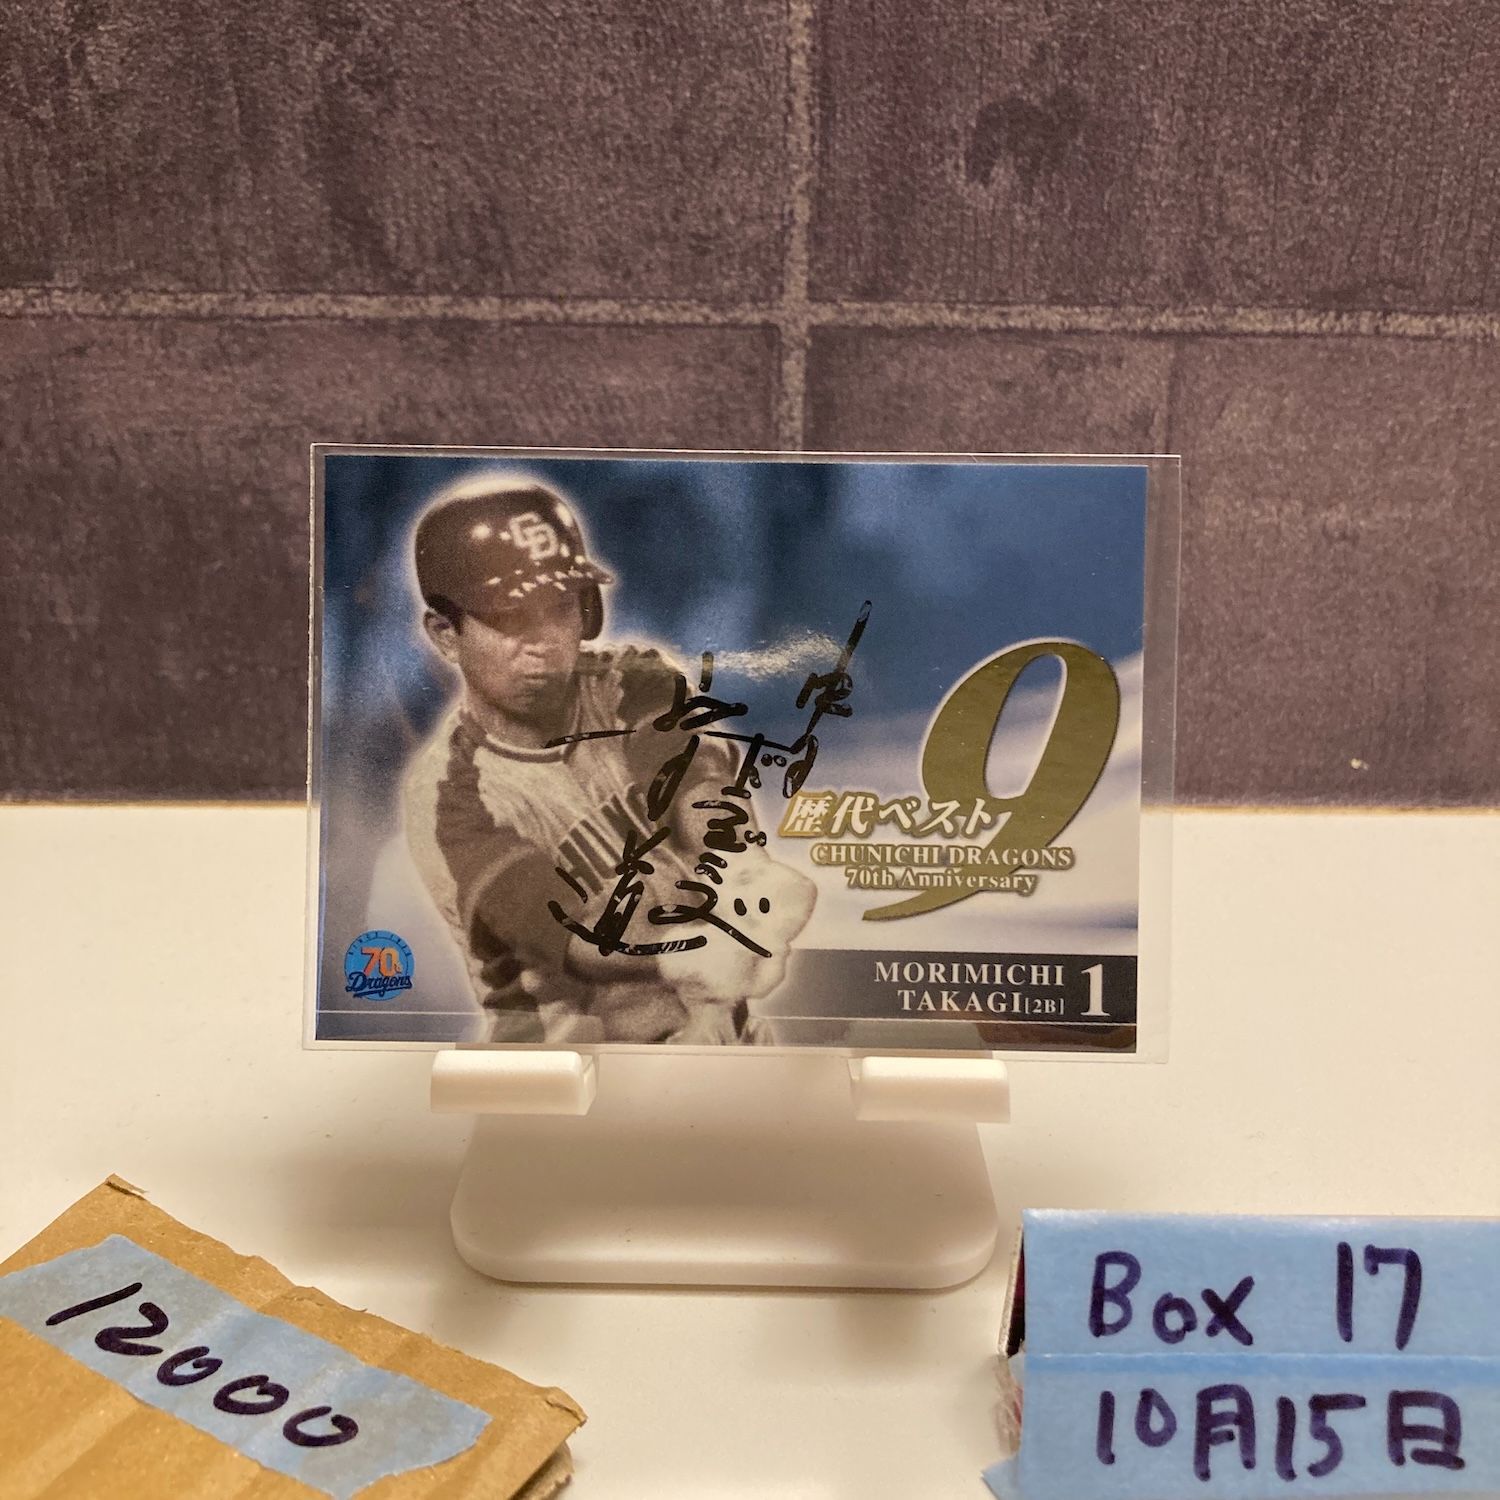 CD
歴代ベスト
9
CHUNICHI DRAGONS
70th Anniversary
70th
Dragons
MORIMICHI
TAKAGI[2B] 1
12000
Box 17
10月15日